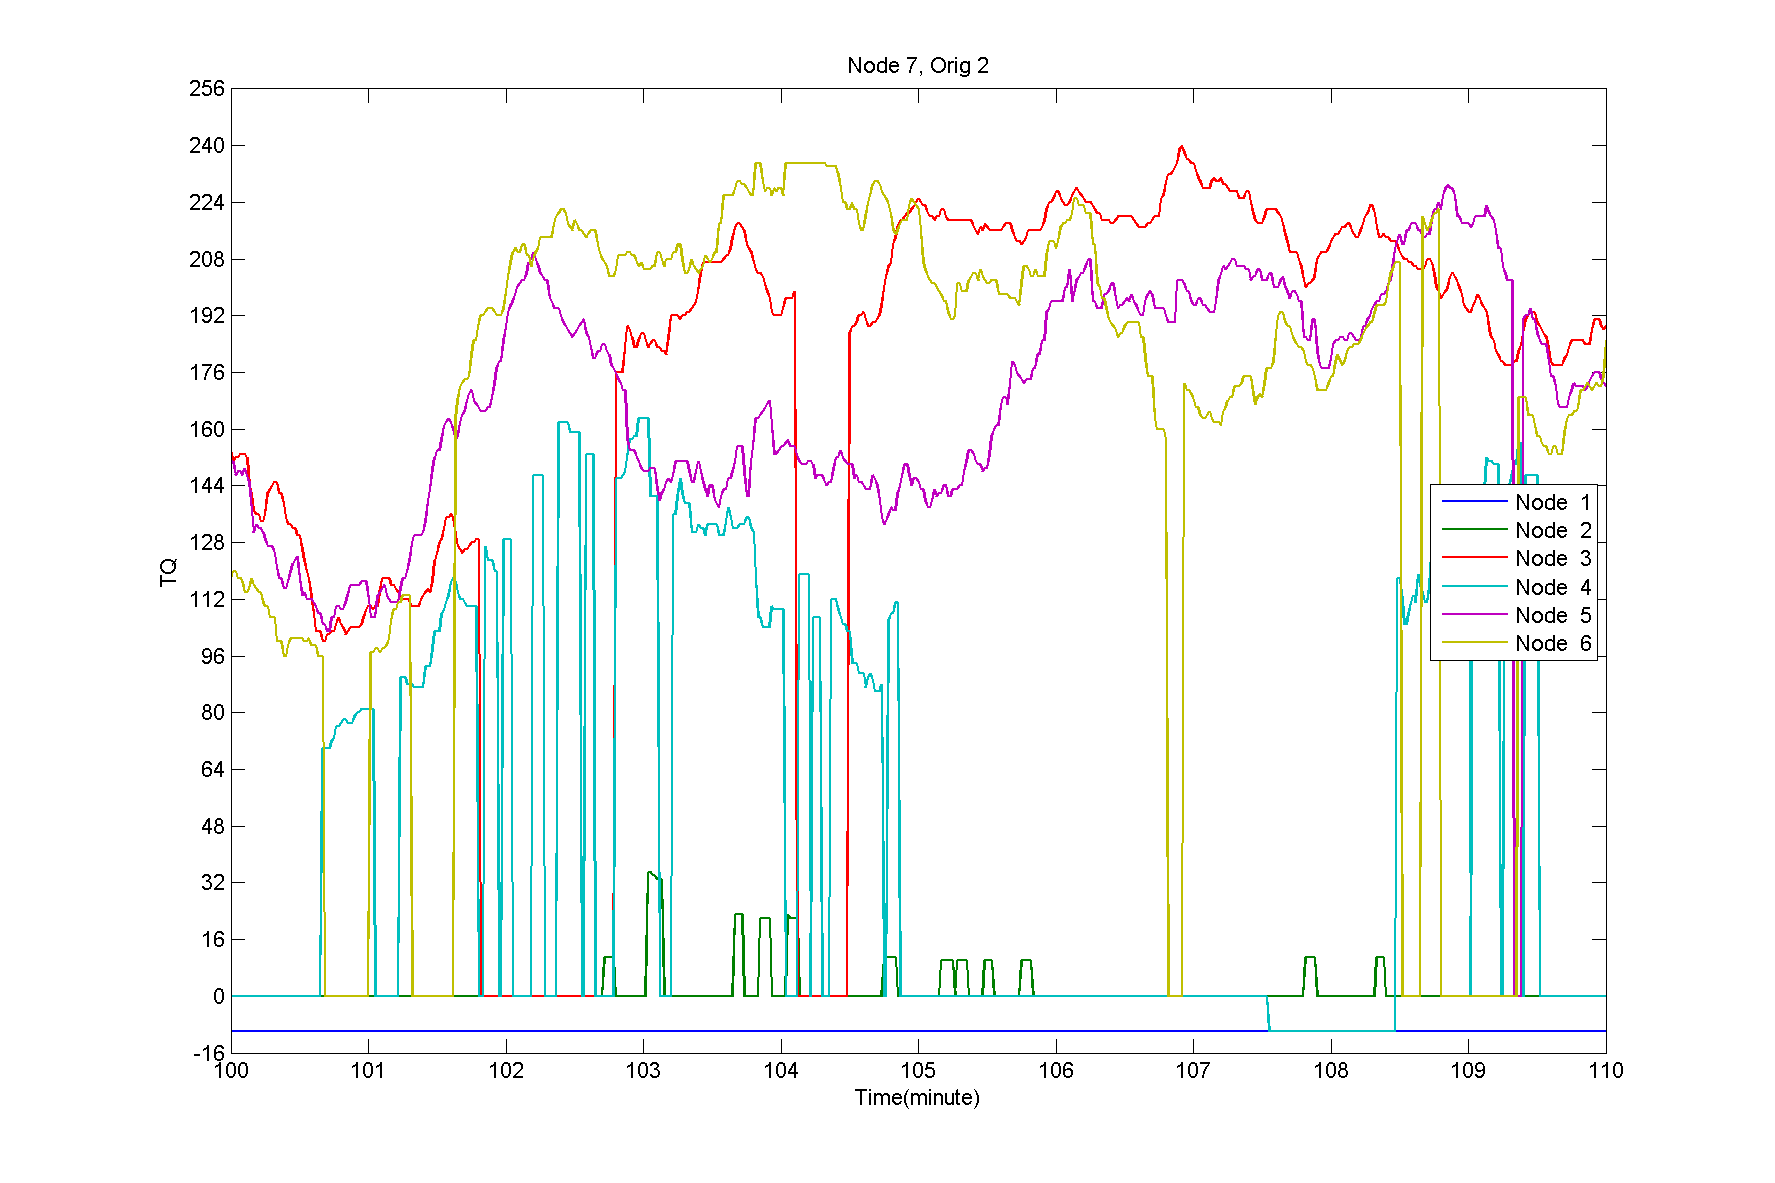 Node 7, Orig 2
256
240
224
208
192
176
160
144
128
112
96
80
64
48
32
16
0
-16
TQ
Node 1
Node 2
Node 3
Node 4
Node 5
Node 6
100 101 102 103 104 105 106 107 108 109 110
Time(minute)